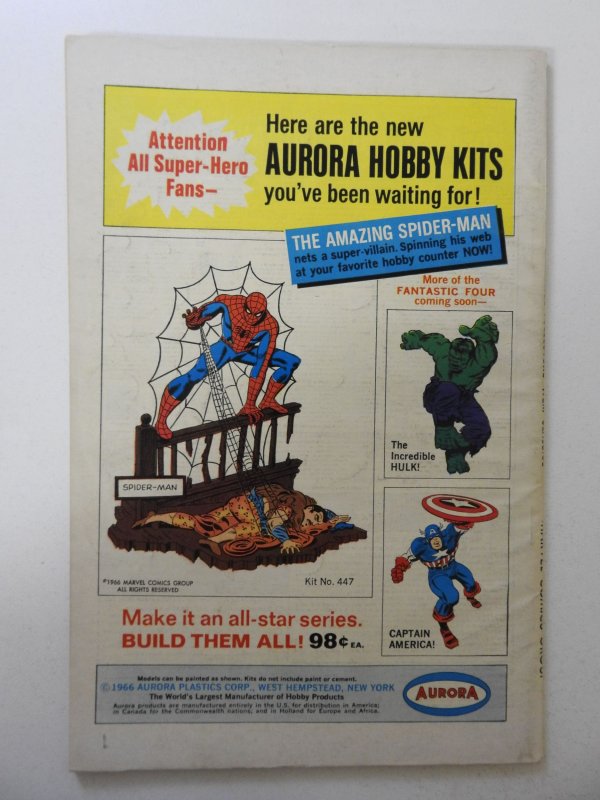 Attention
All Super-Hero
Fans—
Here are the new
AURORA HOBBY KITS
you've been waiting for!
THE AMAZING SPIDER-MAN
nets a super-villain. Spinning his web
at your favorite hobby counter NOW!
More of the
FANTASTIC FOUR
coming soon—
SPIDER-MAN
The
Incredible
HULK!
©1966 MARVEL COMICS GROUP
ALL RIGHTS RESERVED
Kit No. 447
CAPTAIN
AMERICA!
Make it an all-star series.
BUILD THEM ALL! 98¢ EA.
Models can be painted as shown. Kits do not include paint or cement.
© 1966 AURORA PLASTICS CORP., WEST HEMPSTEAD, NEW YORK
The World's Largest Manufacturer of Hobby Products
Aurora products are manufactured entirely in the U.S. for distribution in America;
in Canada for the Commonwealth nations, and in Holland for Europe and Africa.
AURORA